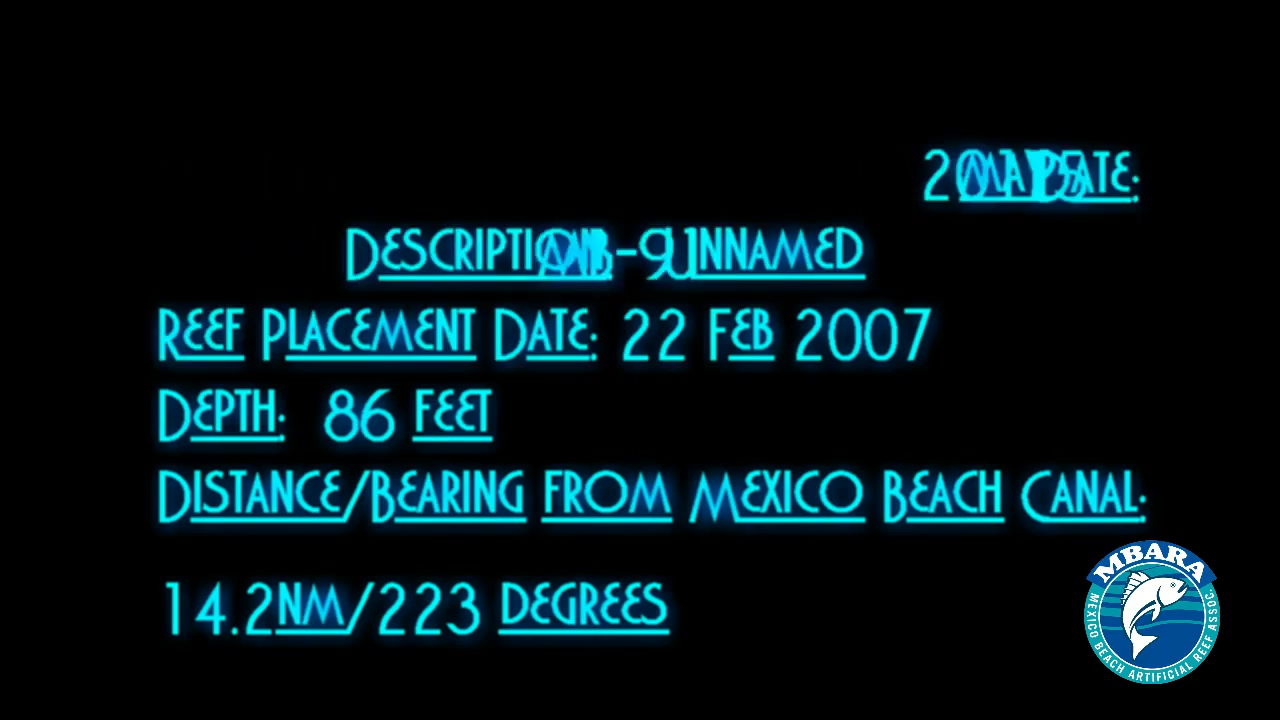 Description: Unnamed
Reef Placement Date: 22 Feb 2007
Depth: 86 feet
Distance/Bearing from Mexico Beach Canal:
14.2nm/223 degrees
MBARA
MEXICO BEACH ARTIFICIAL REEF ASSOC.